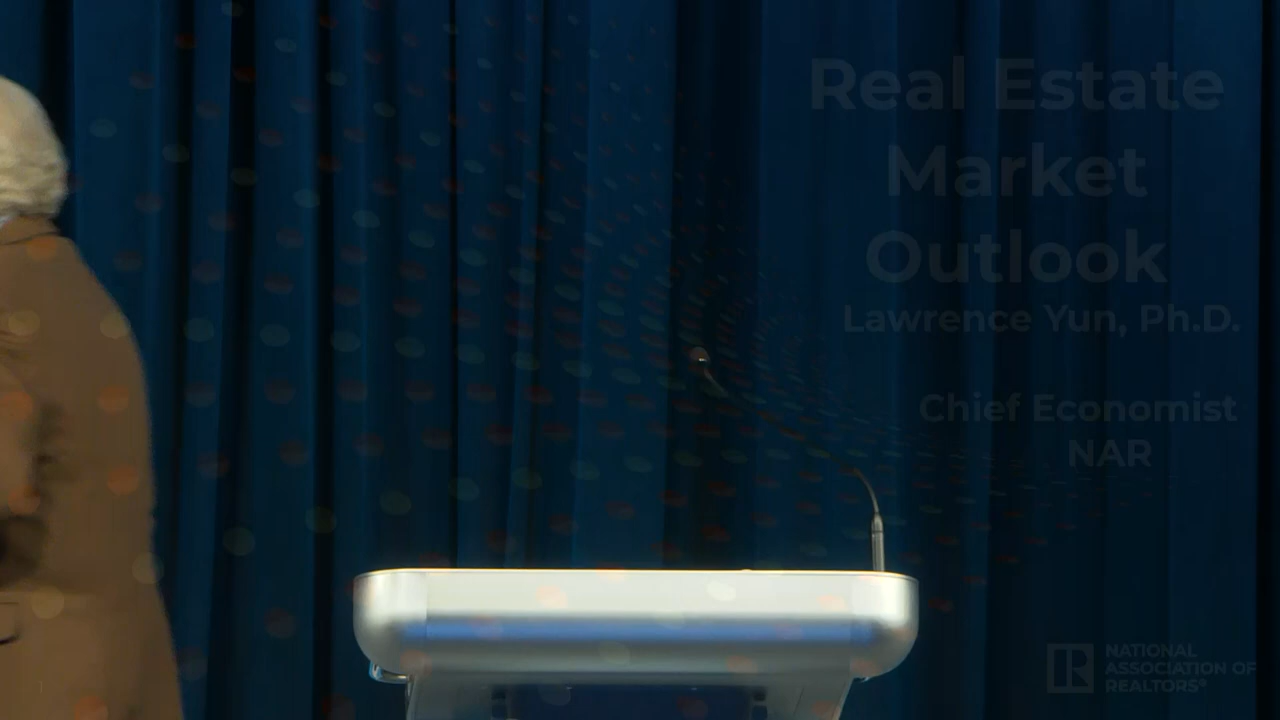 Real Estate
Market
Outlook
Lawrence Yun, Ph.D.
Chief Economist
NAR
NATIONAL
ASSOCIATION OF
REALTORS®